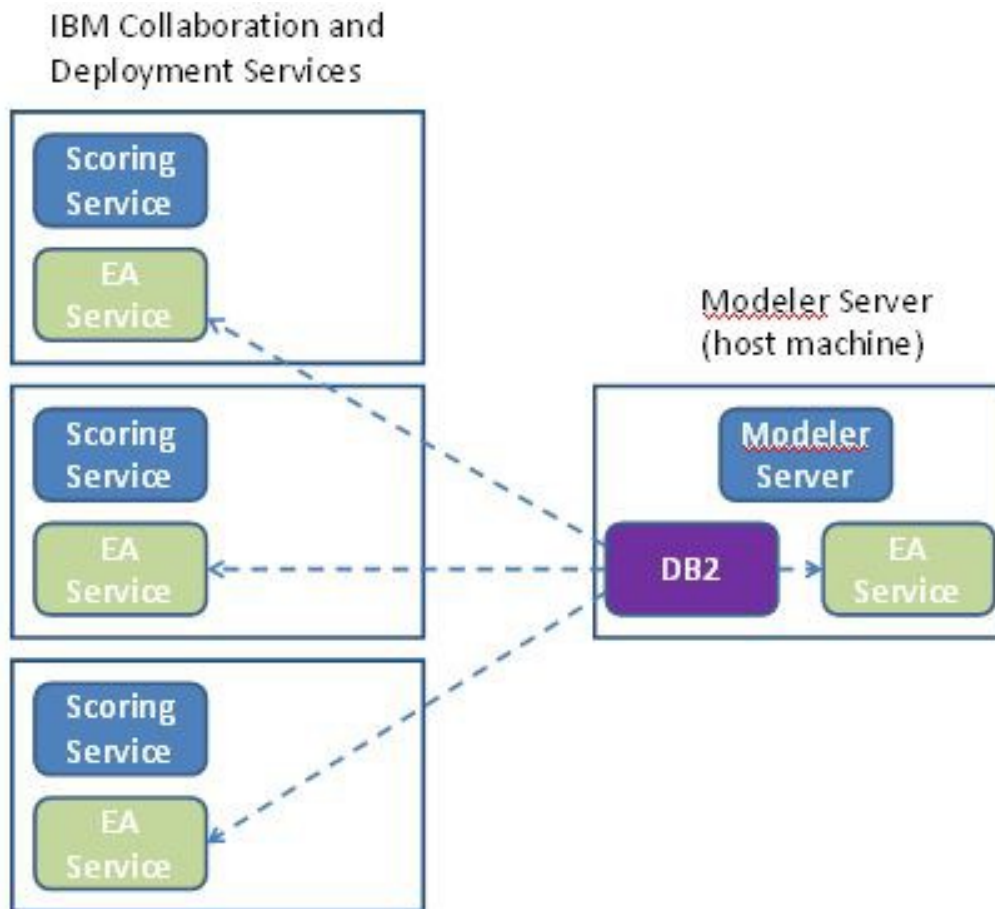 IBM Collaboration and
Deployment Services
Scoring
Service
EA
Service
Scoring
Service
EA
Service
Scoring
Service
EA
Service
Modeler Server
(host machine)
Modeler
Server
DB2
EA
Service